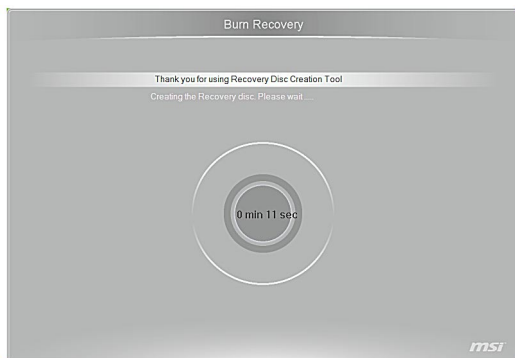 Burn Recovery
Thank you for using Recovery Disc Creation Tool
Creating the Recovery disc. Please wait ....
0 min 11 sec
msi